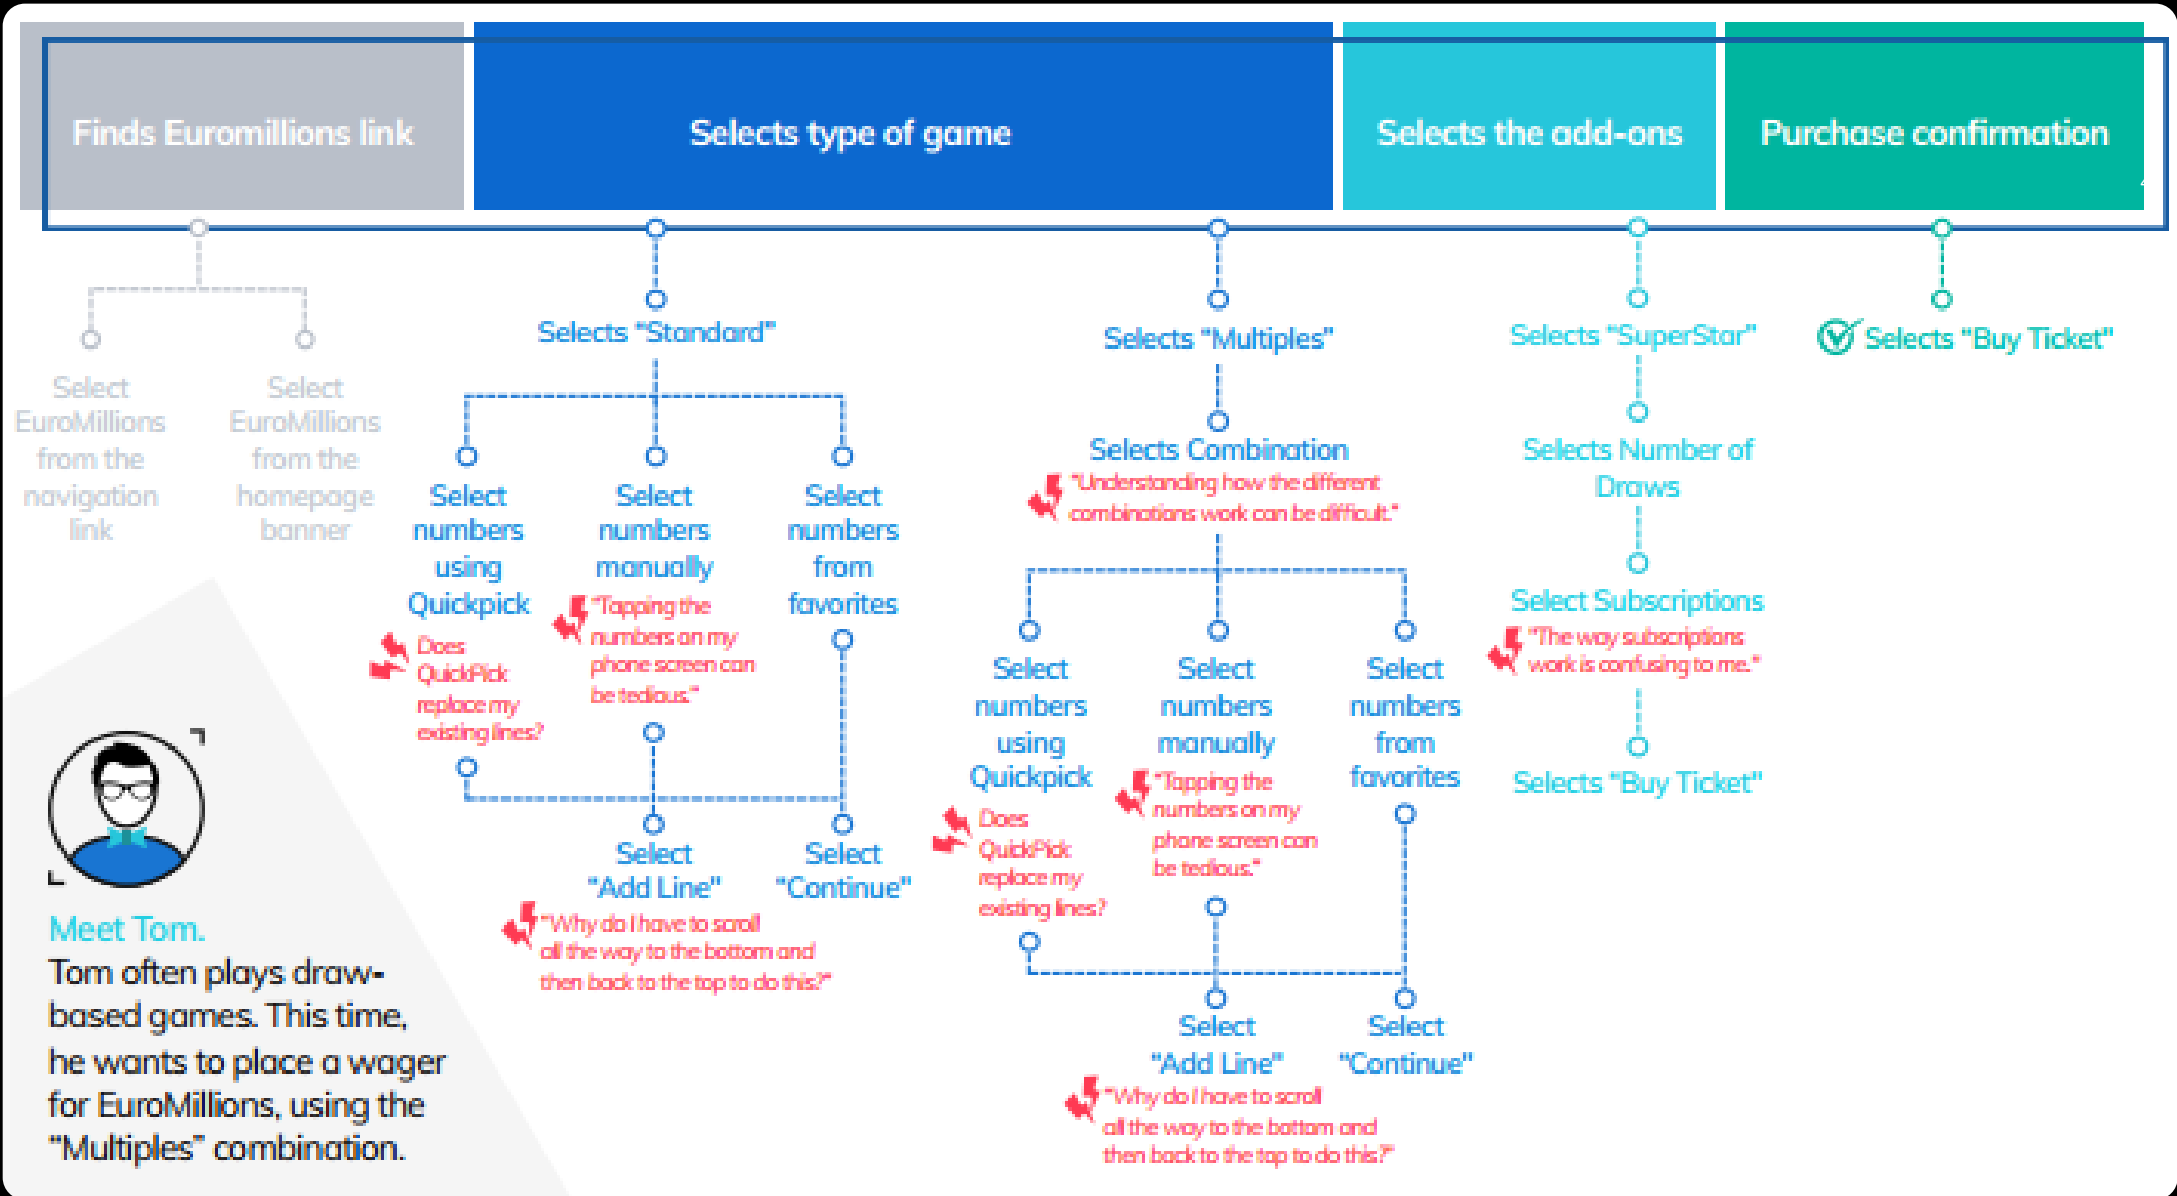 Finds Euromillions link
Selects type of game
Selects the add-ons
Purchase confirmation
Select
EuroMillions
from the
navigation
link
Select
EuroMillions
from the
homepage
banner
Selects "Standard"
Select
numbers
using
Quickpick
Does
QuickPick
replace my
existing lines?
Select
numbers
manually
"Tapping the
numbers on my
phone screen can
be tedious."
Select
numbers
from
favorites
Select
"Add Line"
"Why do I have to scroll
all the way to the bottom and
then back to the top to do this?"
Select
"Continue"
Selects "Multiples"
Selects Combination
"Understanding how the different
combinations work can be difficult."
Select
numbers
using
Quickpick
Does
QuickPick
replace my
existing lines?
Select
numbers
manually
"Tapping the
numbers on my
phone screen can
be tedious."
Select
numbers
from
favorites
Select
"Add Line"
"Why do I have to scroll
all the way to the bottom and
then back to the top to do this?"
Select
"Continue"
Selects "SuperStar"
Selects Number of
Draws
Select Subscriptions
"The way subscriptions
work is confusing to me."
Selects "Buy Ticket"
Selects "Buy Ticket"
Meet Tom.
Tom often plays draw-
based games. This time,
he wants to place a wager
for EuroMillions, using the
"Multiples" combination.